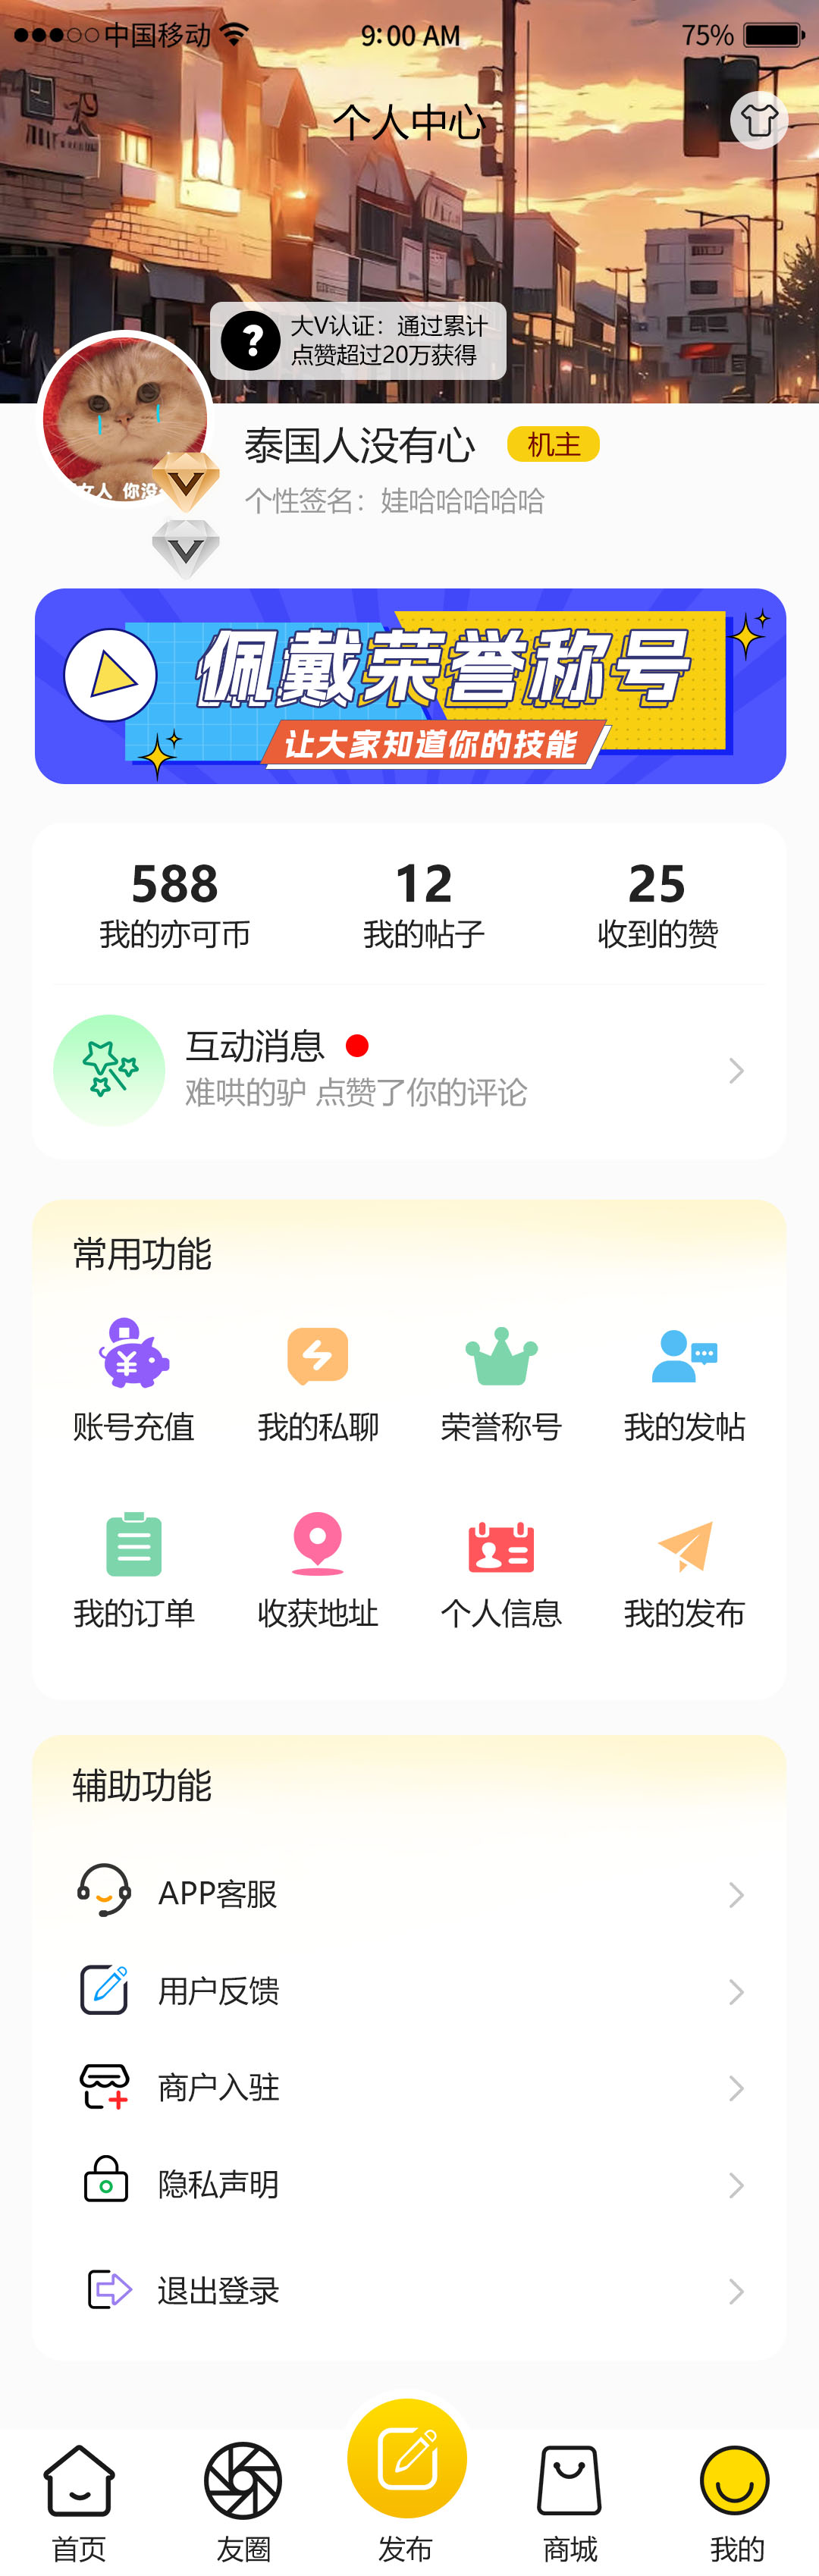 中国移动
9:00 AM
75%
个人中心
大V认证：通过累计
点赞超过20万获得
女人 你没
泰国人没有心
机主
个性签名：娃哈哈哈哈哈
佩戴荣誉称号
让大家知道你的技能
588
12
25
我的亦可币
我的帖子
收到的赞
互动消息
难哄的驴 点赞了你的评论
常用功能
账号充值
我的私聊
荣誉称号
我的发帖
我的订单
收获地址
个人信息
我的发布
辅助功能
APP客服
用户反馈
商户入驻
隐私声明
退出登录
首页
友圈
发布
商城
我的